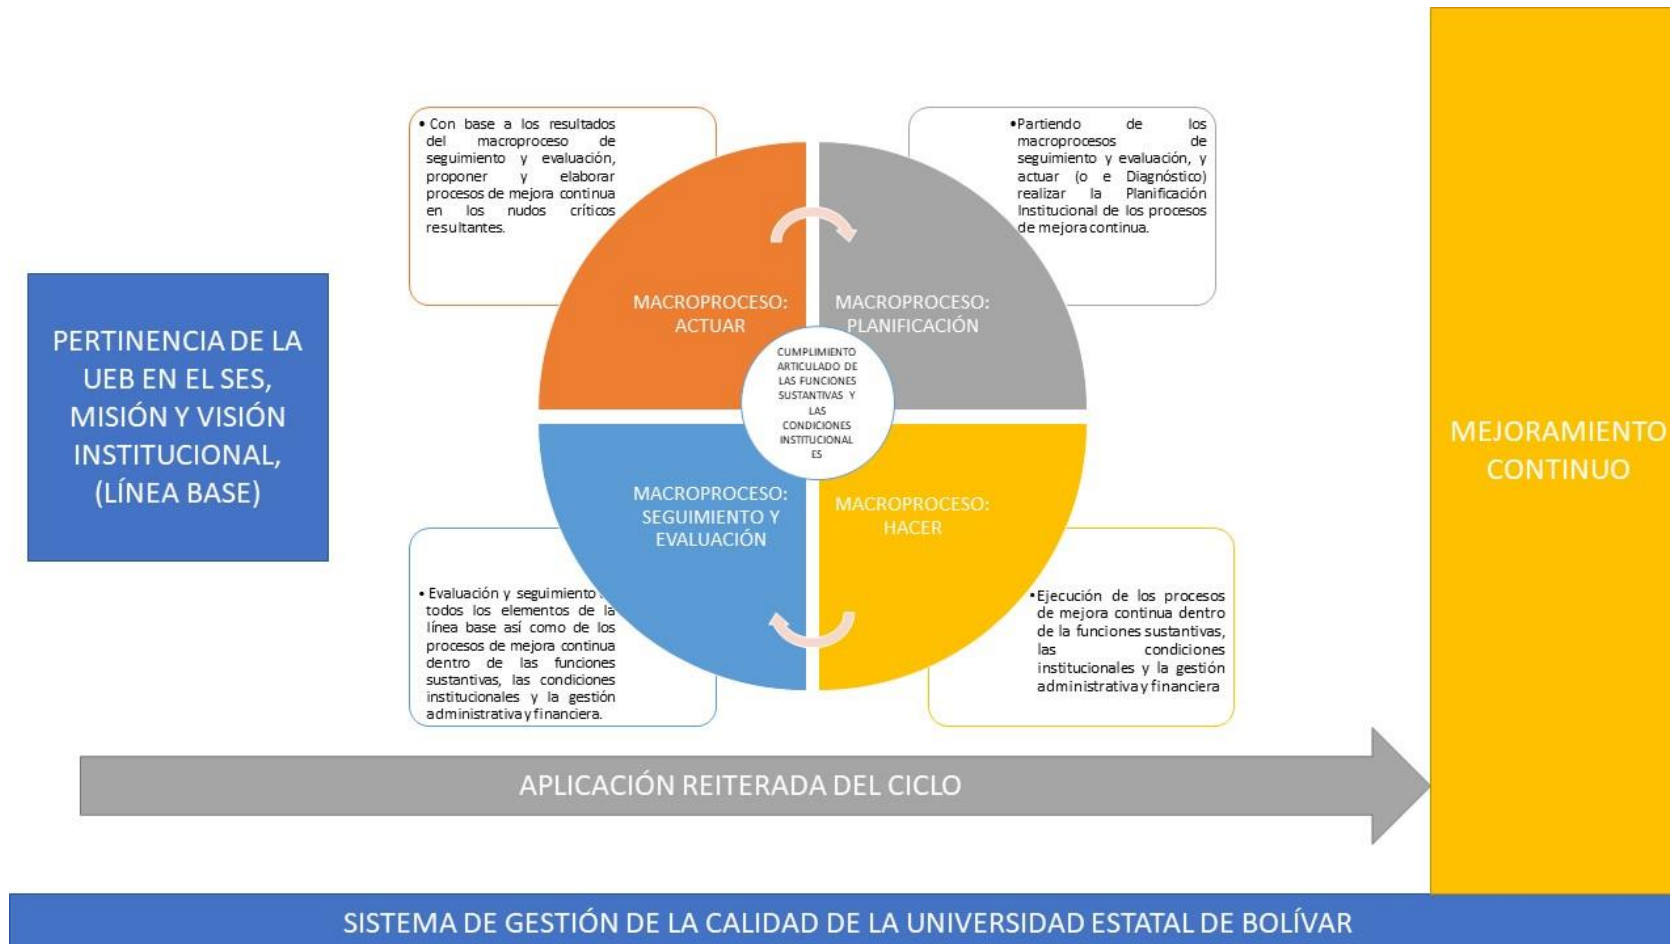 • Con base a los resultados
del macroproceso de
seguimiento y evaluación,
proponer y elaborar
procesos de mejora continua
en los nudos críticos
resultantes.
•Partiendo de los
macroprocesos de
seguimiento y evaluación, y
actuar (o e Diagnóstico)
realizar la Planificación
Institucional de los procesos
de mejora continua.
PERTINENCIA DE LA
UEB EN EL SES,
MISIÓN Y VISIÓN
INSTITUCIONAL,
(LÍNEA BASE)
MACROPROCESO:
ACTUAR
MACROPROCESO:
PLANIFICACIÓN
CUMPLIMIENTO
ARTICULADO DE
LAS FUNCIONES
SUSTANTIVAS Y
LAS
CONDICIONES
INSTITUCIONAL
ES
MACROPROCESO:
SEGUIMIENTO Y
EVALUACIÓN
MACROPROCESO:
HACER
MEJORAMIENTO
CONTINUO
• Evaluación y seguimiento
todos los elementos de la
línea base así como de los
procesos de mejora continua
dentro de las funciones
sustantivas, las condiciones
institucionales y la gestión
administrativa y financiera.
•Ejecución de los procesos
de mejora continua dentro
de la funciones sustantivas,
las condiciones
institucionales y la gestión
administrativa y financiera
APLICACIÓN REITERADA DEL CICLO
SISTEMA DE GESTIÓN DE LA CALIDAD DE LA UNIVERSIDAD ESTATAL DE BOLÍVAR